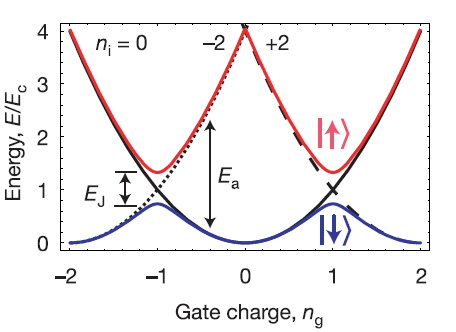 n_i = 0 −2 +2
4
3
2
1
0
Energy, E/E_c
E_J
E_a
|↑⟩
|↓⟩
−2 −1 0 1 2
Gate charge, n_g